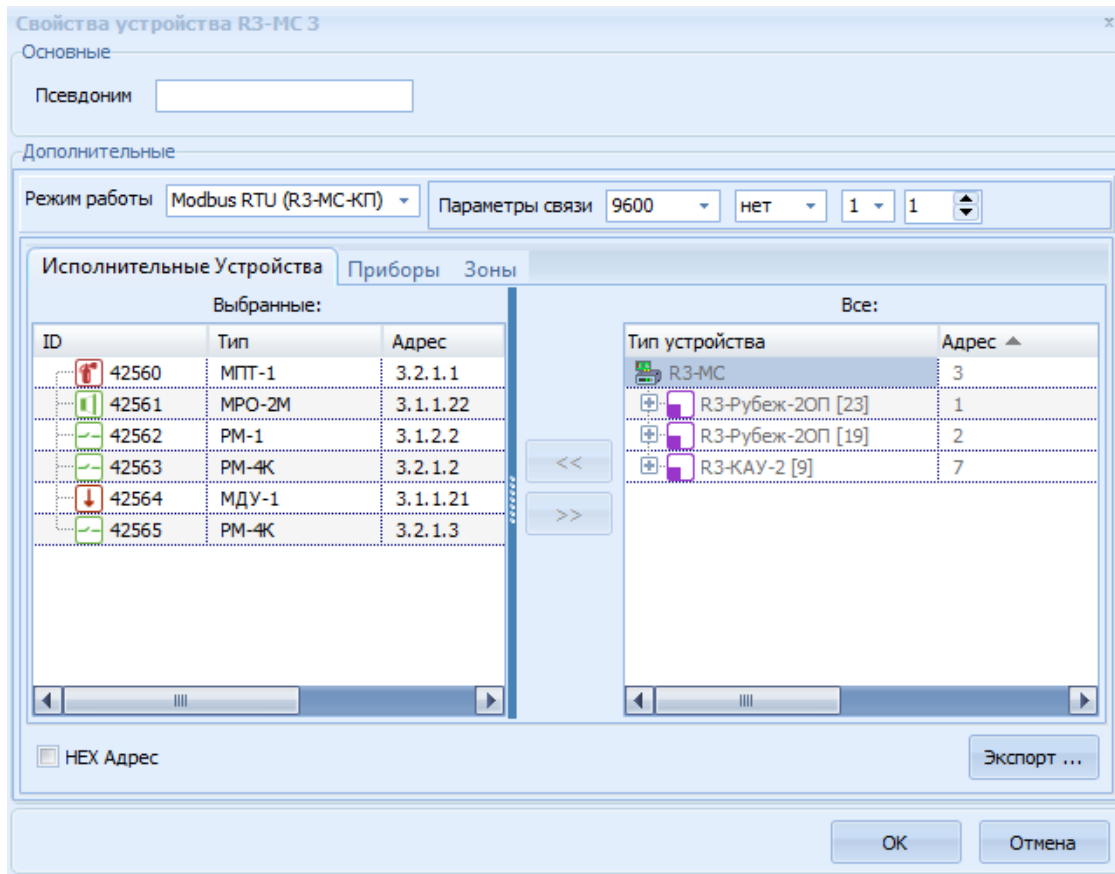 Свойства устройства R3-МС 3
Основные
Псевдоним
Дополнительные
Режим работы Modbus RTU (R3-МС-КП) Параметры связи 9600 нет 1 1
Исполнительные Устройства Приборы Зоны
Выбранные: Все:
ID Тип Адрес Тип устройства Адрес
42560 МПТ-1 3.2.1.1 R3-МС 3
42561 МРО-2М 3.1.1.22 R3-Рубеж-2ОП [23] 1
42562 РМ-1 3.1.2.2 R3-Рубеж-2ОП [19] 2
42563 РМ-4К 3.1.1.2 << R3-КАУ-2 [9] 7
42564 МДУ-1 3.1.1.21 >>
42565 РМ-4К 3.2.1.3
HEX Адрес Экспорт ...
ОК Отмена